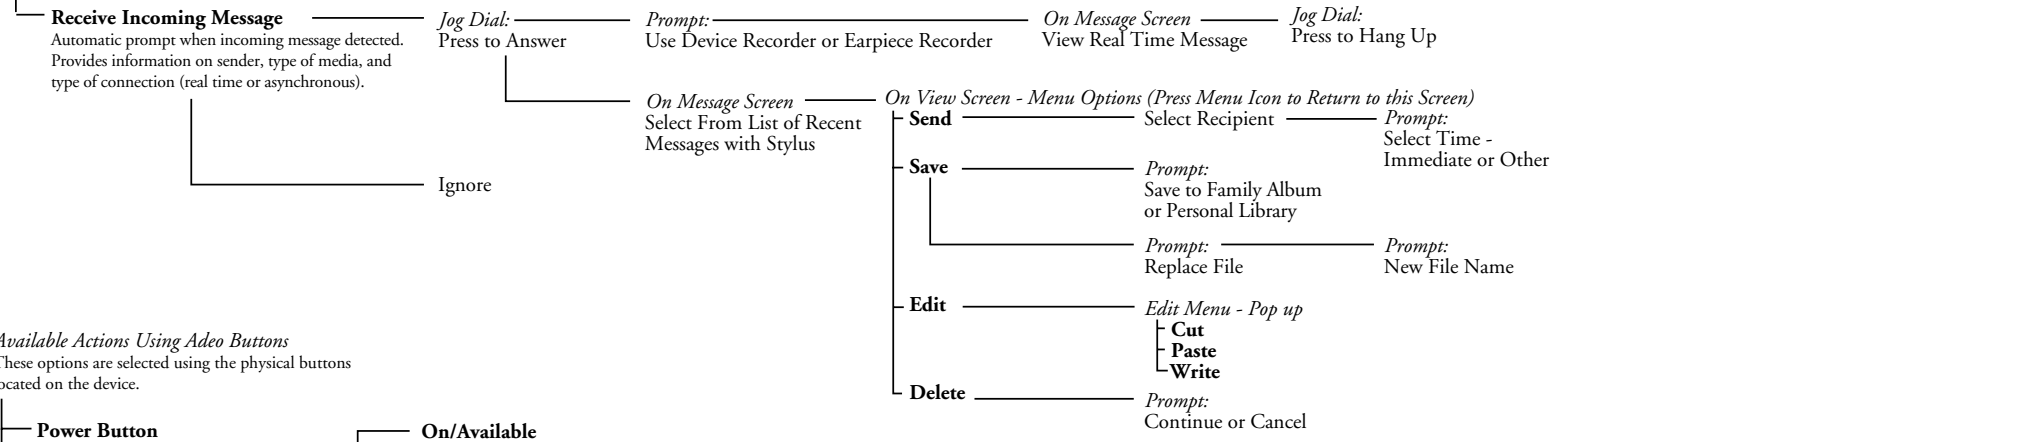 Receive Incoming Message
Automatic prompt when incoming message detected.
Provides information on sender, type of media, and
type of connection (real time or asynchronous).
Jog Dial:
Press to Answer
Prompt:
Use Device Recorder or Earpiece Recorder
On Message Screen
View Real Time Message
Jog Dial:
Press to Hang Up
On Message Screen
Select From List of Recent
Messages with Stylus
On View Screen - Menu Options (Press Menu Icon to Return to this Screen)
Send
Select Recipient
Prompt:
Select Time -
Immediate or Other
Save
Prompt:
Save to Family Album
or Personal Library
Prompt:
Replace File
Prompt:
New File Name
Edit
Edit Menu - Pop up
Cut
Paste
Write
Delete
Prompt:
Continue or Cancel
Ignore
Available Actions Using Adeo Buttons
These options are selected using the physical buttons
located on the device.
Power Button
On/Available